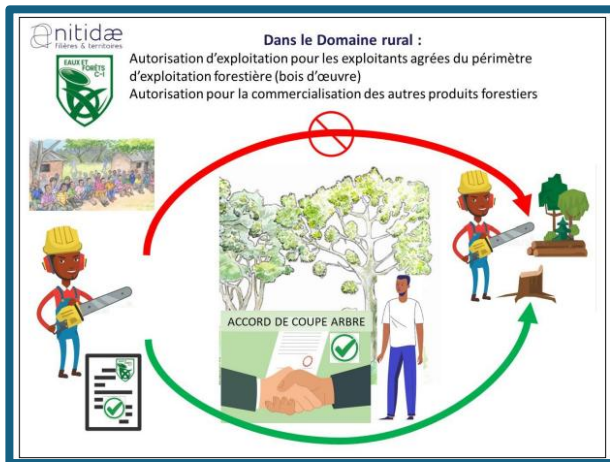 nitidæ
filières & territoires
EAUX ET
FORÊTS
C-I
Dans le Domaine rural :
Autorisation d'exploitation pour les exploitants agrées du périmètre
d'exploitation forestière (bois d'œuvre)
Autorisation pour la commercialisation des autres produits forestiers
ACCORD DE COUPE ARBRE